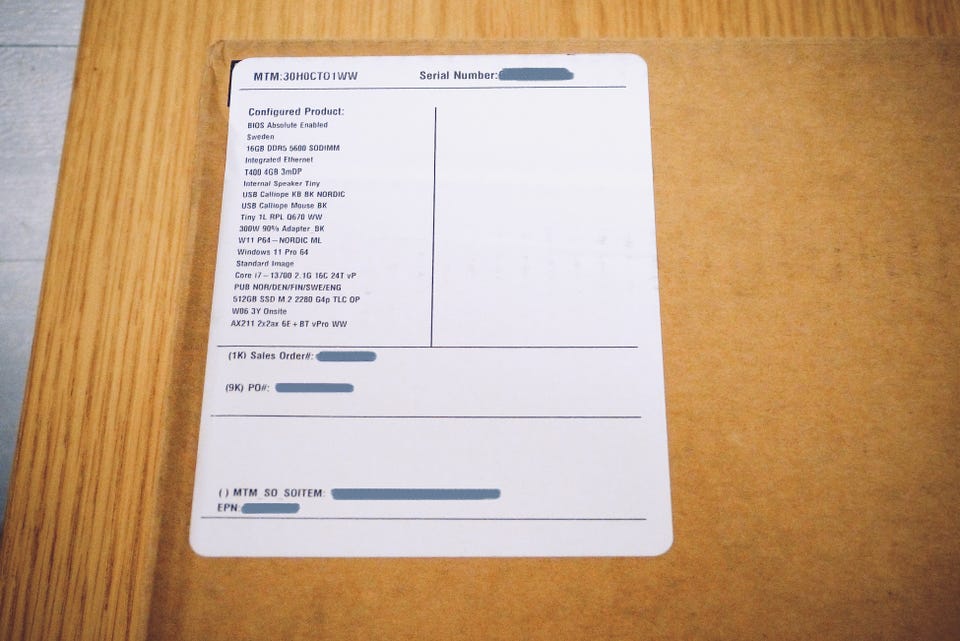 MTM:30H0CTO1WW Serial Number:
Configured Product:
BIOS Absolute Enabled
Sweden
16GB DDR5 5600 SODIMM
Integrated Ethernet
T400 4GB 3mDP
Internal Speaker Tiny
USB Calliope KB BK NORDIC
USB Calliope Mouse BK
Tiny 1L RPL Q670 WW
300W 90% Adapter BK
W11 P64-NORDIC ML
Windows 11 Pro 64
Standard Image
Core i7-13700 2.1G 16C 24T vP
PUB NOR/DEN/FIN/SWE/ENG
512GB SSD M.2 2280 G4p TLC OP
W06 3Y Onsite
AX211 2x2ax 6E + BT vPro WW
(1K) Sales Order#:
(9K) PO#:
( ) MTM_SO_SOITEM:
EPN: